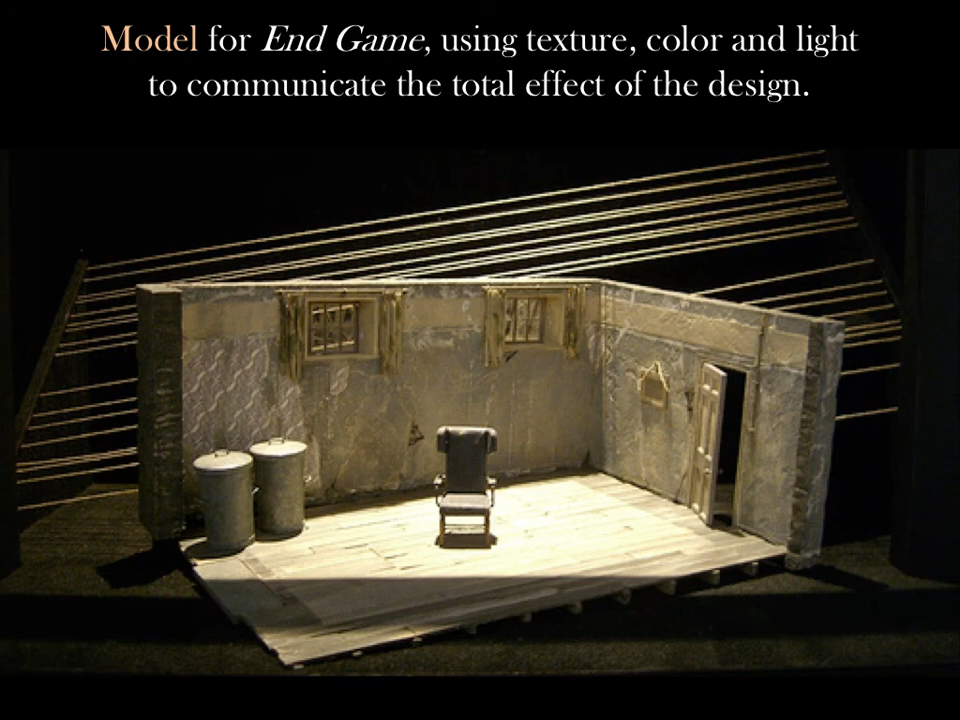 Model for End Game, using texture, color and light
to communicate the total effect of the design.